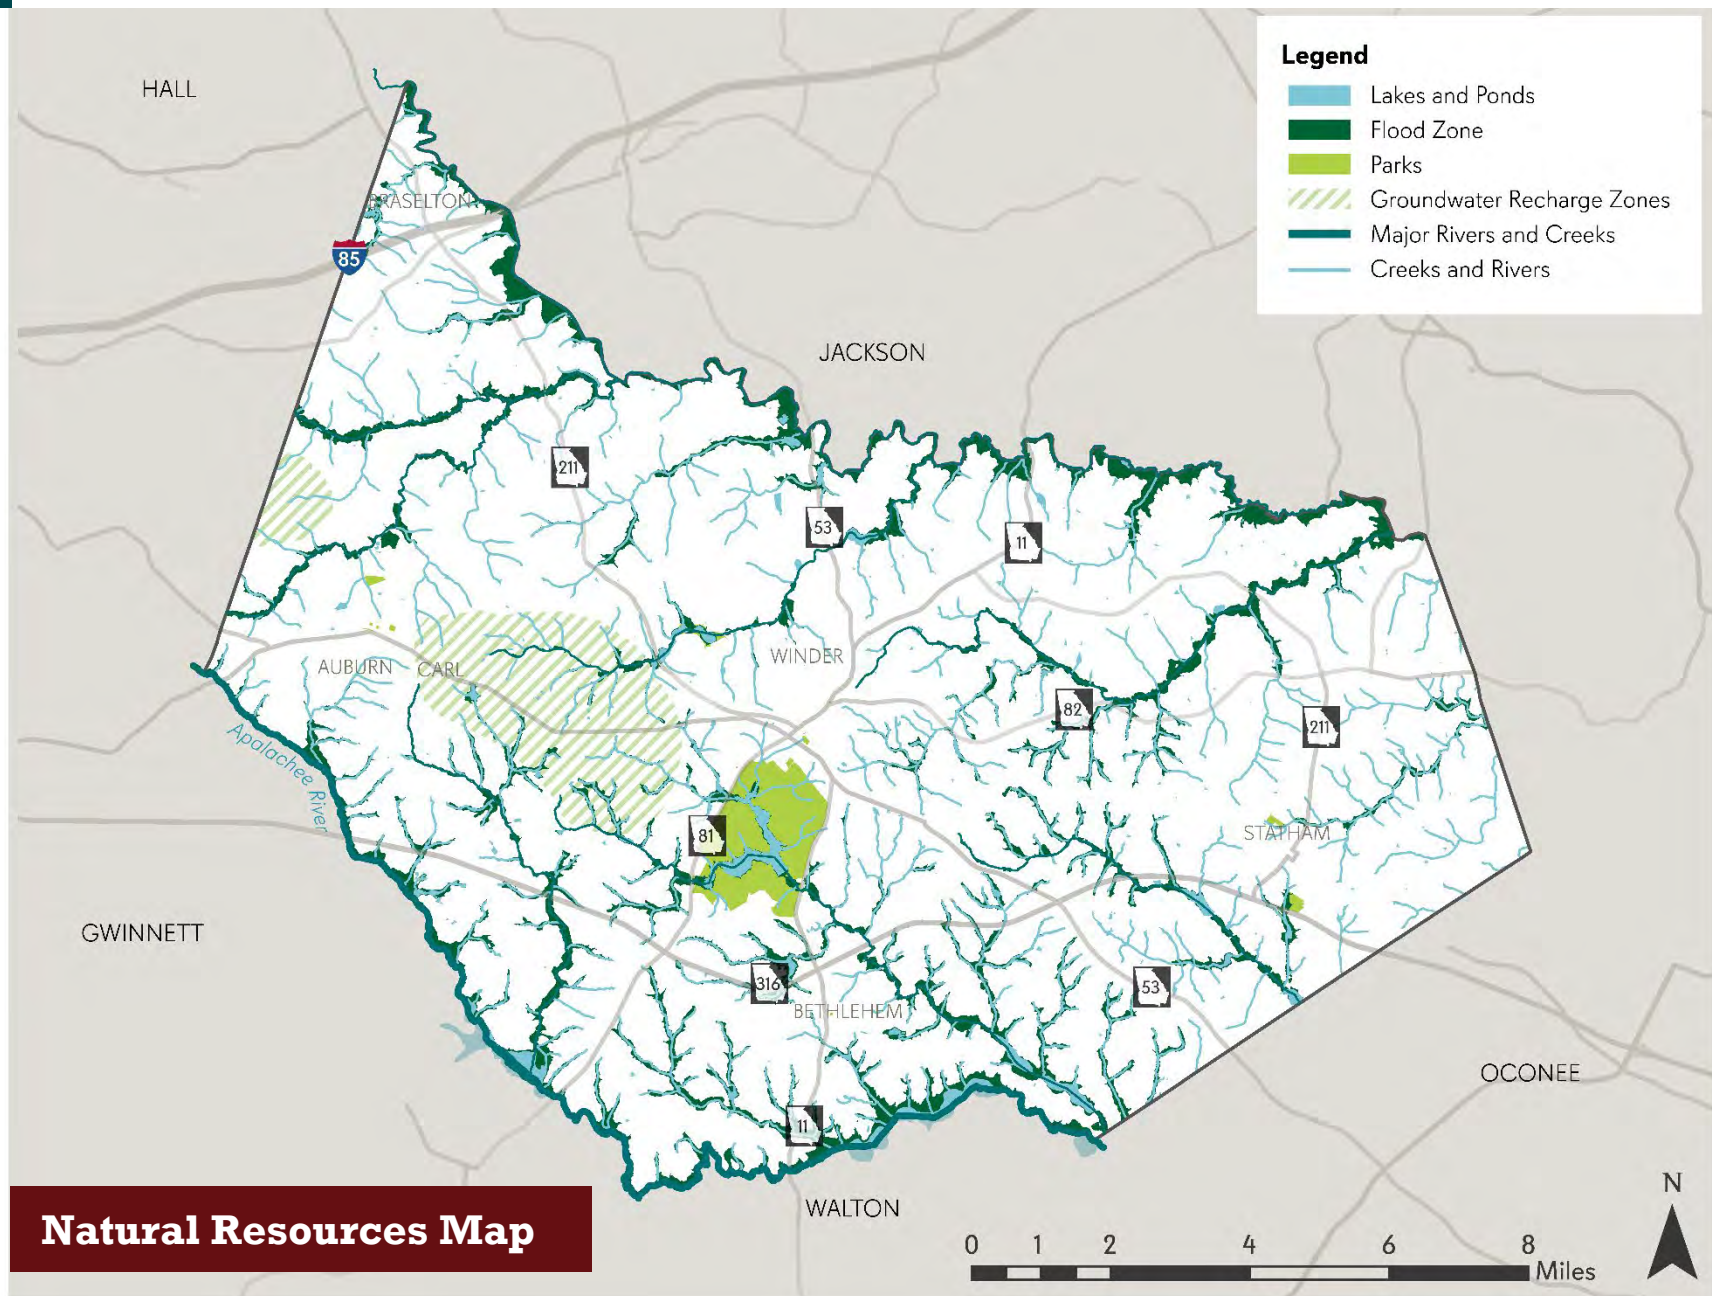 Legend
Lakes and Ponds
Flood Zone
Parks
Groundwater Recharge Zones
Major Rivers and Creeks
Creeks and Rivers
HALL
BRASELTON
85
JACKSON
211
53
11
AUBURN
CARL
WINDER
82
211
Apalachee River
81
STATHAM
GWINNETT
316
53
BETHLEHEM
OCONEE
11
WALTON
N
Natural Resources Map
0 1 2 4 6 8
Miles